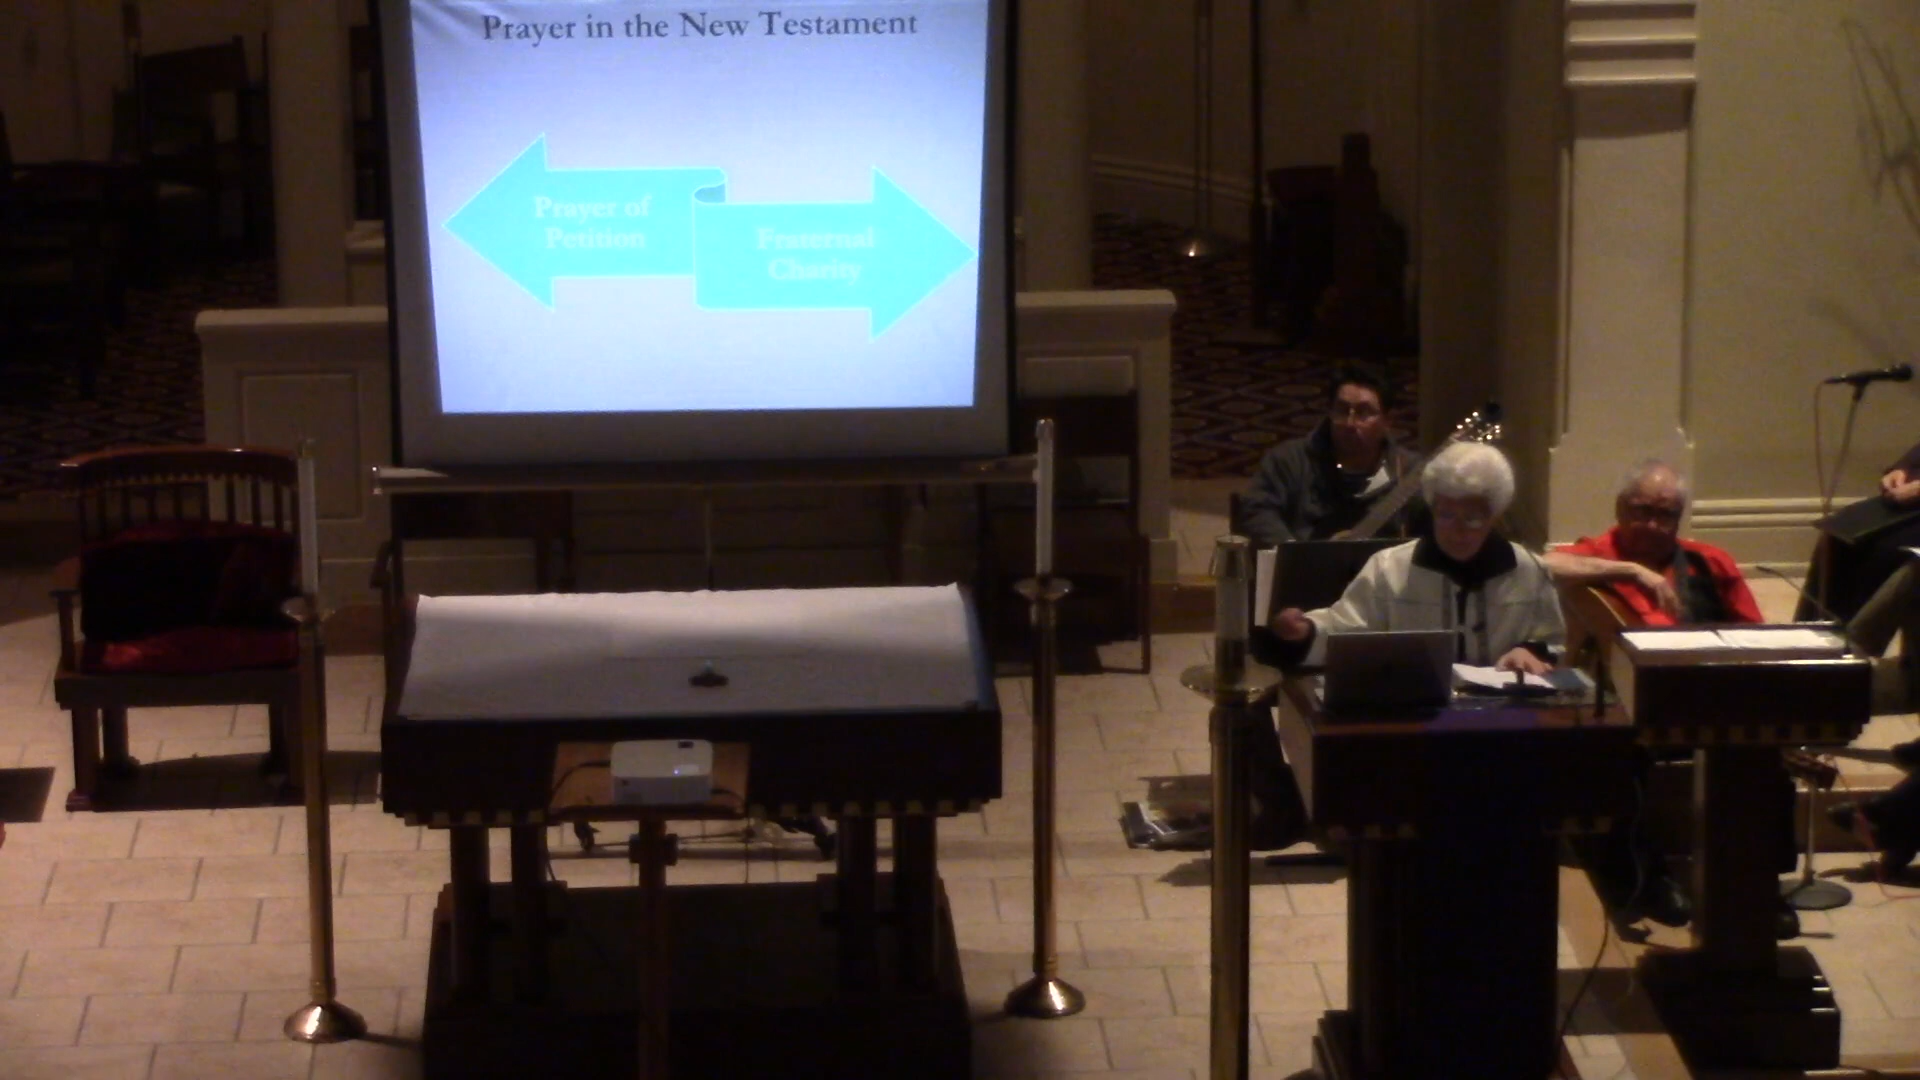 Prayer in the New Testament
Prayer of
Petition
Fraternal
Charity